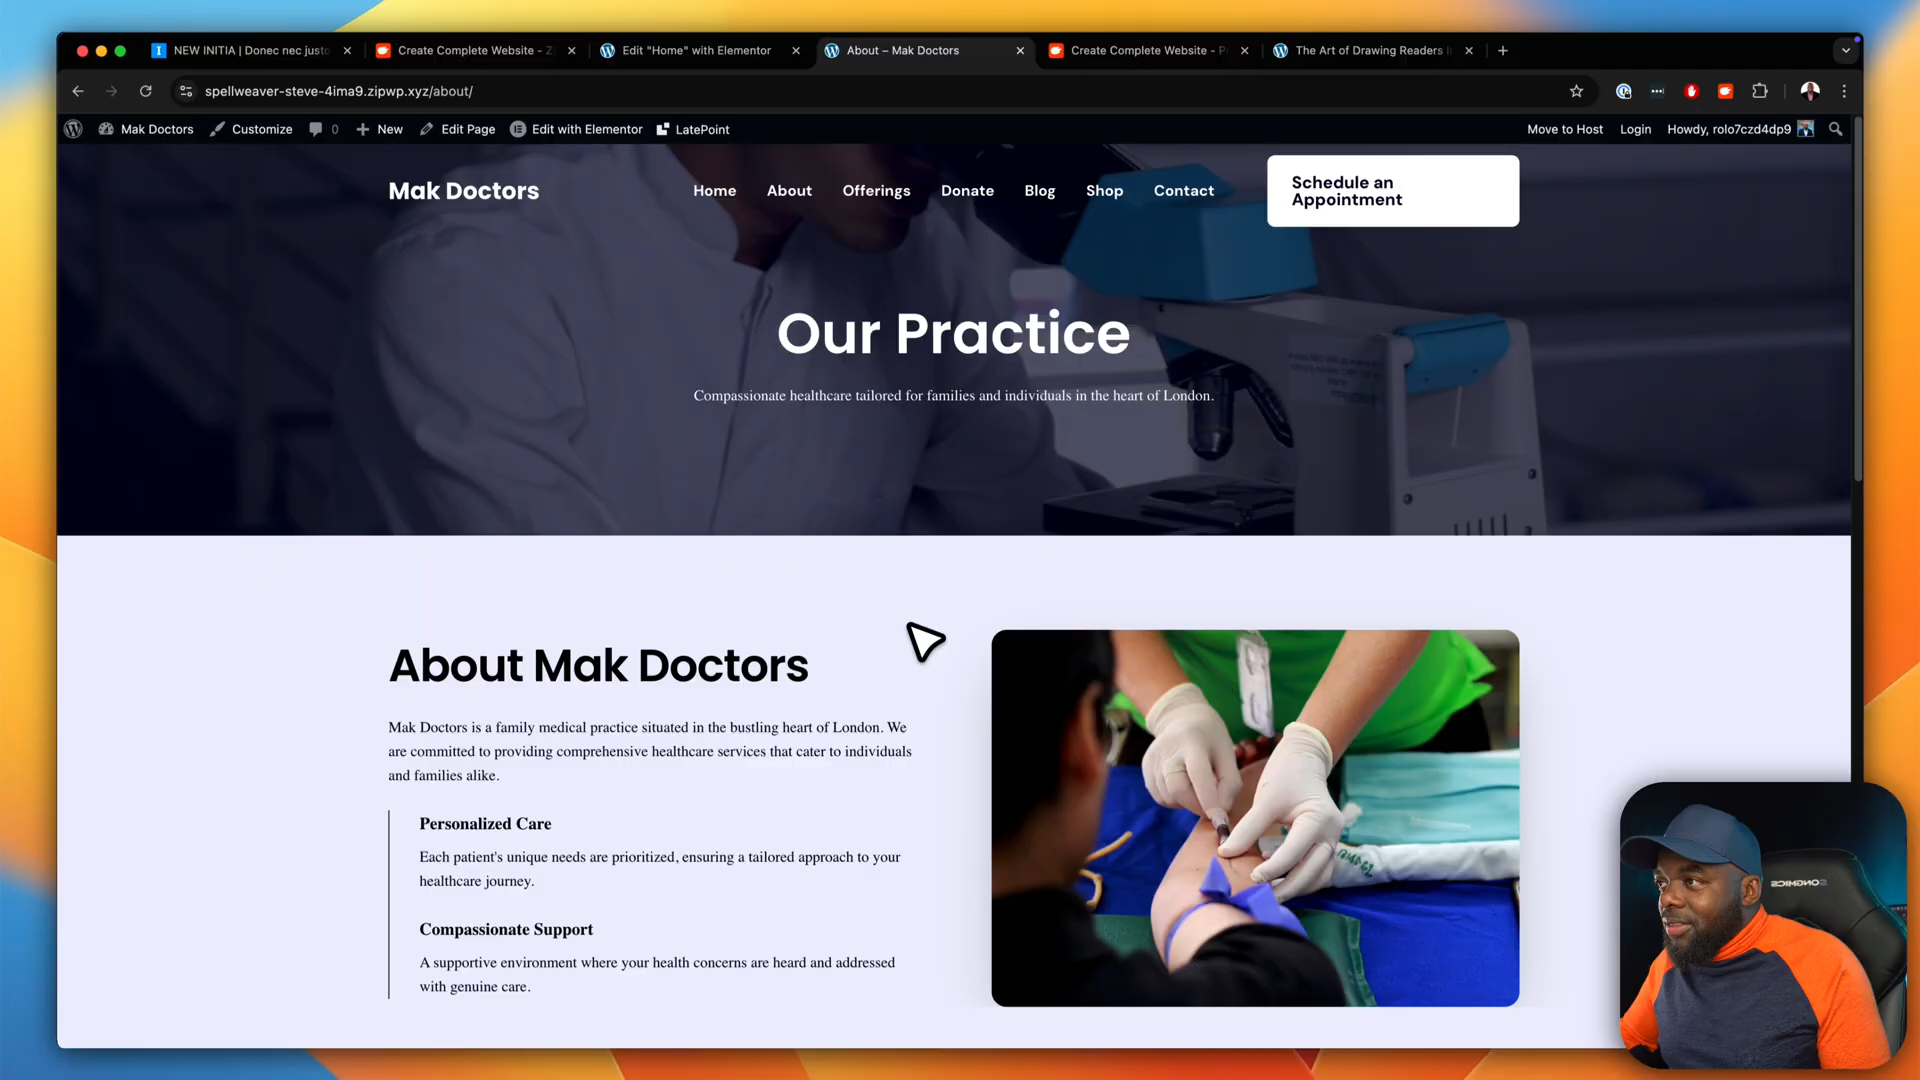 NEW INITIA | Donec nec justo
Create Complete Website - Z
Edit "Home" with Elementor
About – Mak Doctors
Create Complete Website - P
The Art of Drawing Readers I
spellweaver-steve-4ima9.zipwp.xyz/about/
Mak Doctors
Customize
0
New
Edit Page
Edit with Elementor
LatePoint
Move to Host
Login
Howdy, rolo7czd4dp9
Mak Doctors
Home
About
Offerings
Donate
Blog
Shop
Contact
Schedule an
Appointment
Our Practice
Compassionate healthcare tailored for families and individuals in the heart of London.
About Mak Doctors
Mak Doctors is a family medical practice situated in the bustling heart of London. We
are committed to providing comprehensive healthcare services that cater to individuals
and families alike.
Personalized Care
Each patient's unique needs are prioritized, ensuring a tailored approach to your
healthcare journey.
Compassionate Support
A supportive environment where your health concerns are heard and addressed
with genuine care.